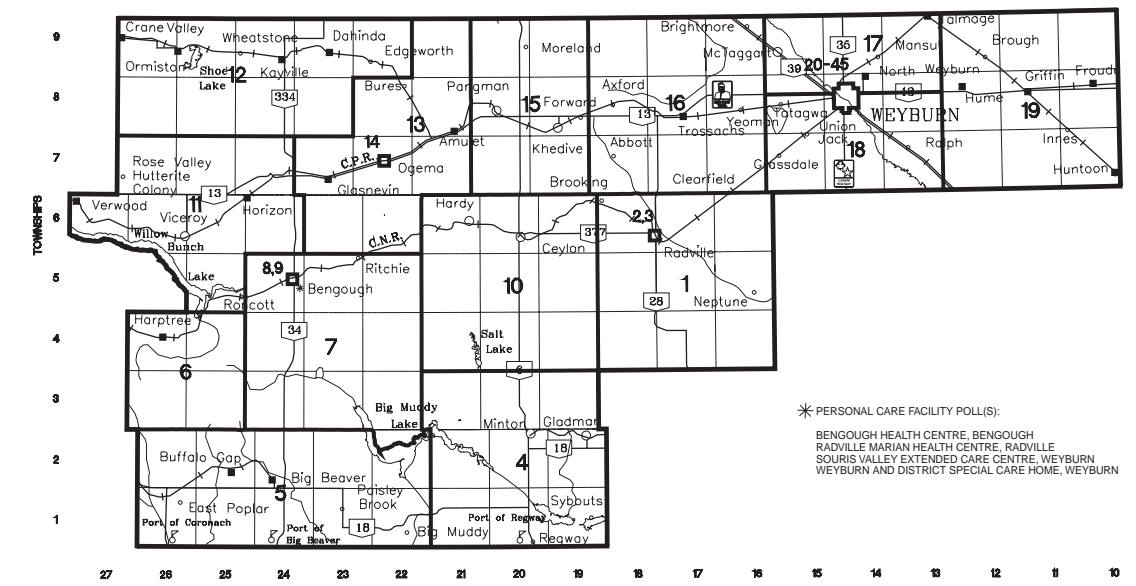 9
Crane Valley
Wheatstone
Dahinda
Edgeworth
Moreland
Brightmore
McTaggart
36
17
Mansur
Brough
Ormiston
Shoe
Lake
12
Kayville
39
20-45
North Weyburn
Griffin
Froude
8
334
Bures
Pangman
15
Forward
Axford
16
13
Hume
19
13
Amulet
Khedive
13
Trossachs
Yeoman
Yatagwa
Union
Jack
WEYBURN
Innes
14
Abbott
18
Ralph
7
Rose Valley
Hutterite
Colony
C.P.R.
Ogema
Grassdale
Huntoon
13
Glasnevin
Brooking
Clearfield
TOWNSHIPS
6
Verwood
11
Viceroy
Horizon
Hardy
2,3
Willow
Bunch
C.N.R.
377
Ceylon
Radville
5
Lake
8,9
Ritchie
10
1
Bengough
Roncott
28
Neptune
4
Harptree
34
Salt
Lake
7
6
6
3
Big Muddy
Lake
Minton
Gladmar
* PERSONAL CARE FACILITY POLL(S):
BENGOUGH HEALTH CENTRE, BENGOUGH
RADVILLE MARIAN HEALTH CENTRE, RADVILLE
SOURIS VALLEY EXTENDED CARE CENTRE, WEYBURN
WEYBURN AND DISTRICT SPECIAL CARE HOME, WEYBURN
2
Buffalo Gap
4
18
Big Beaver
5
Paisley
Brook
Sybouts
East Poplar
1
Port of Coronach
Port of
Big Beaver
18
Big Muddy
Port of Regway
Regway
27 26 25 24 23 22 21 20 19 18 17 16 15 14 13 12 11 10